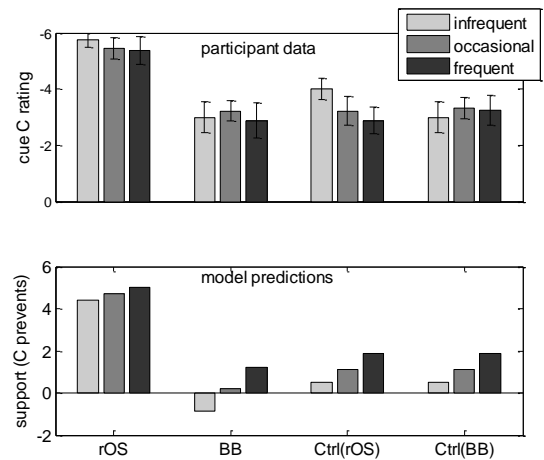 infrequent
occasional
frequent
participant data
cue C rating
-6
-4
-2
0
model predictions
support (C prevents)
6
4
2
0
-2
rOS BB Ctrl(rOS) Ctrl(BB)